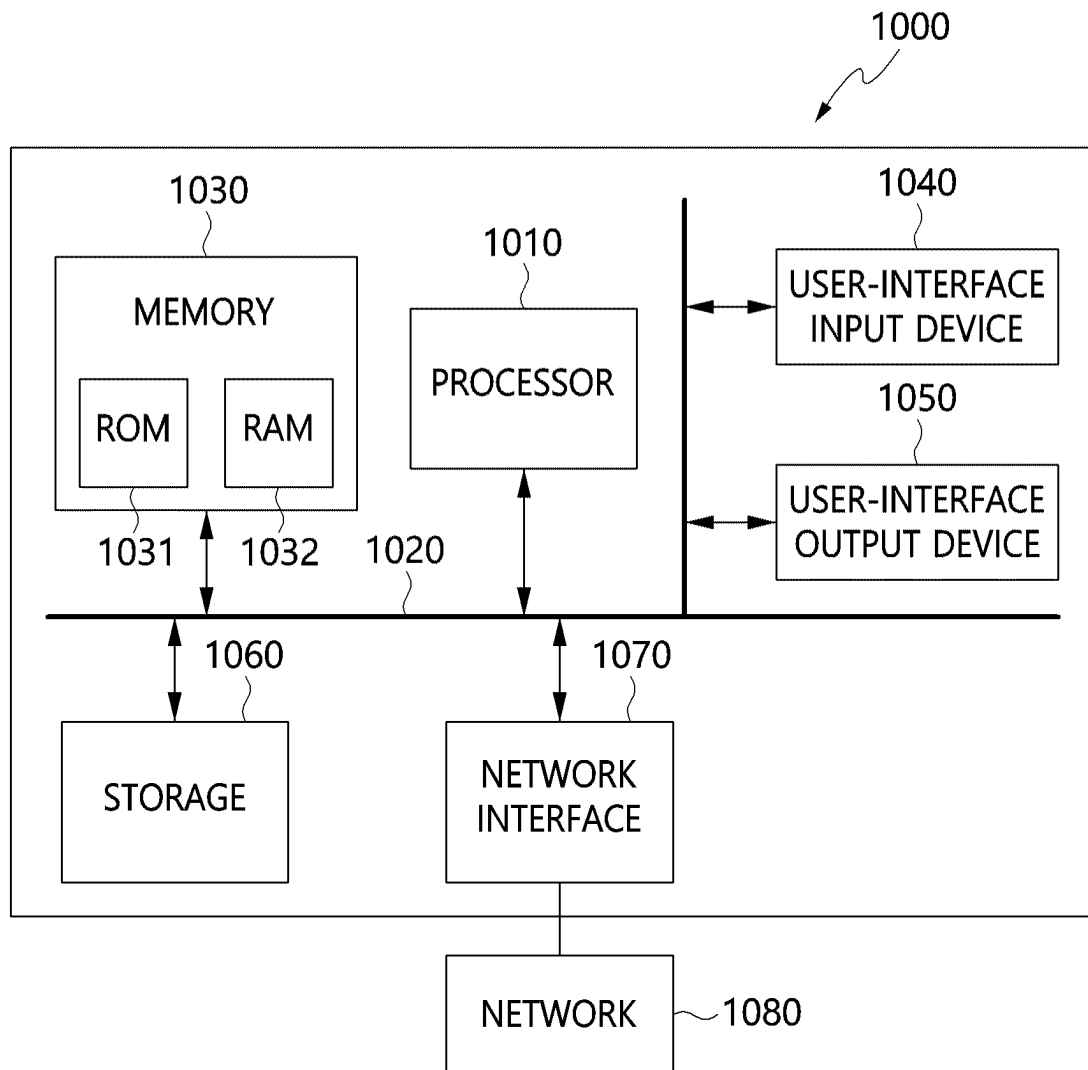 1000
1030
1010
1040
MEMORY
ROM
RAM
1031
1032
PROCESSOR
USER-INTERFACE
INPUT DEVICE
1050
USER-INTERFACE
OUTPUT DEVICE
1020
1060
STORAGE
1070
NETWORK
INTERFACE
NETWORK
1080